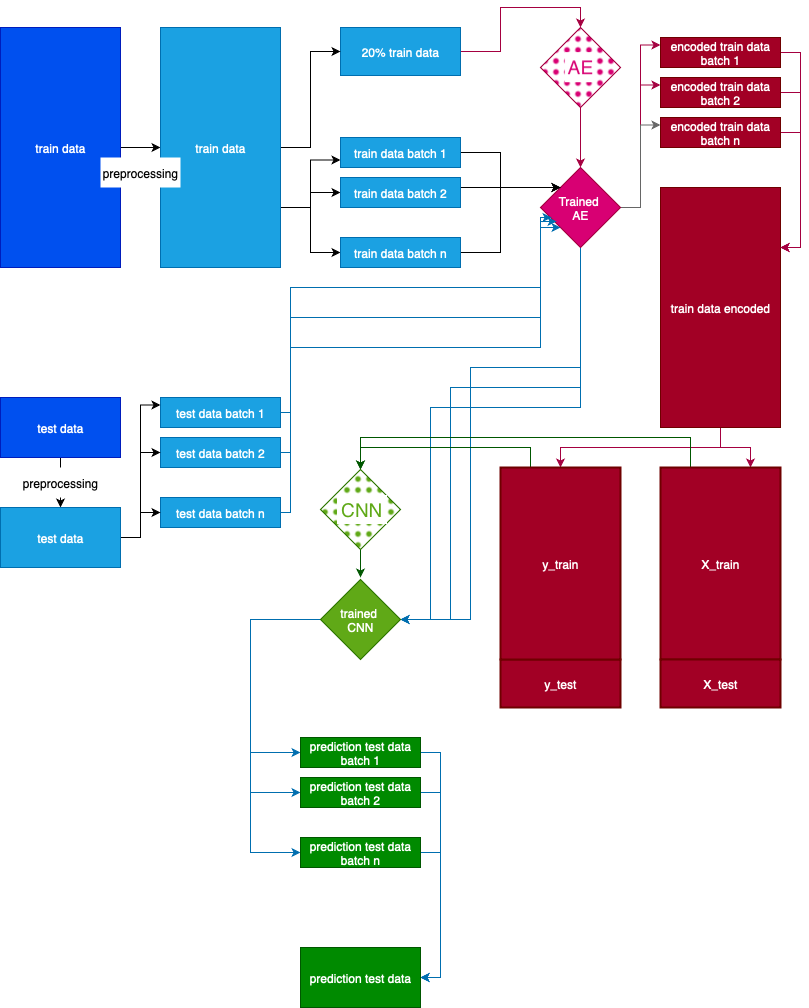 train data
preprocessing
train data
20% train data
AE
train data batch 1
train data batch 2
train data batch n
Trained
AE
encoded train data
batch 1
encoded train data
batch 2
encoded train data
batch n
train data encoded
test data
preprocessing
test data
test data batch 1
test data batch 2
test data batch n
CNN
trained
CNN
y_train
X_train
y_test
X_test
prediction test data
batch 1
prediction test data
batch 2
prediction test data
batch n
prediction test data